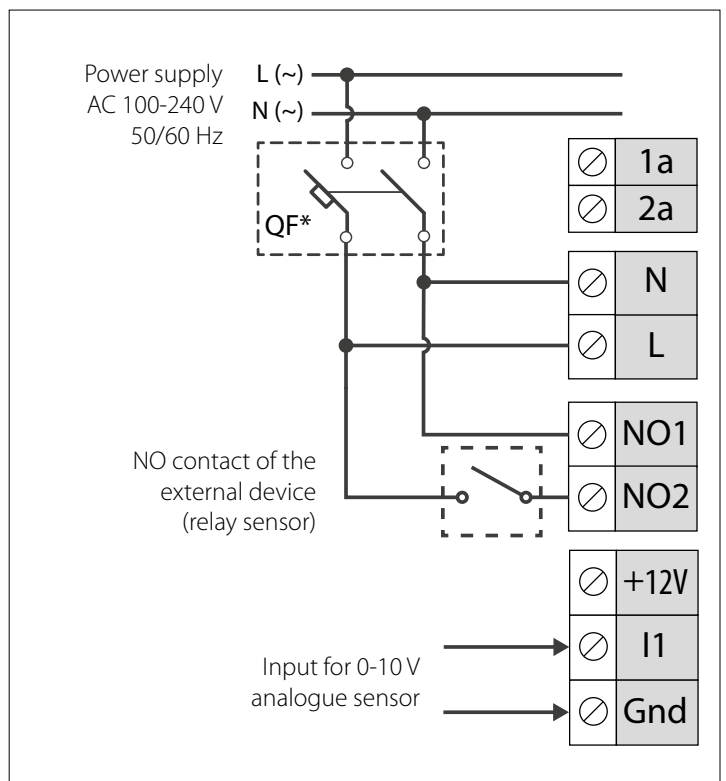 Power supply
AC 100-240 V
50/60 Hz
L (~)
N (~)
QF*
1a
2a
N
L
NO1
NO2
NO contact of the
external device
(relay sensor)
+12V
I1
Gnd
Input for 0-10 V
analogue sensor